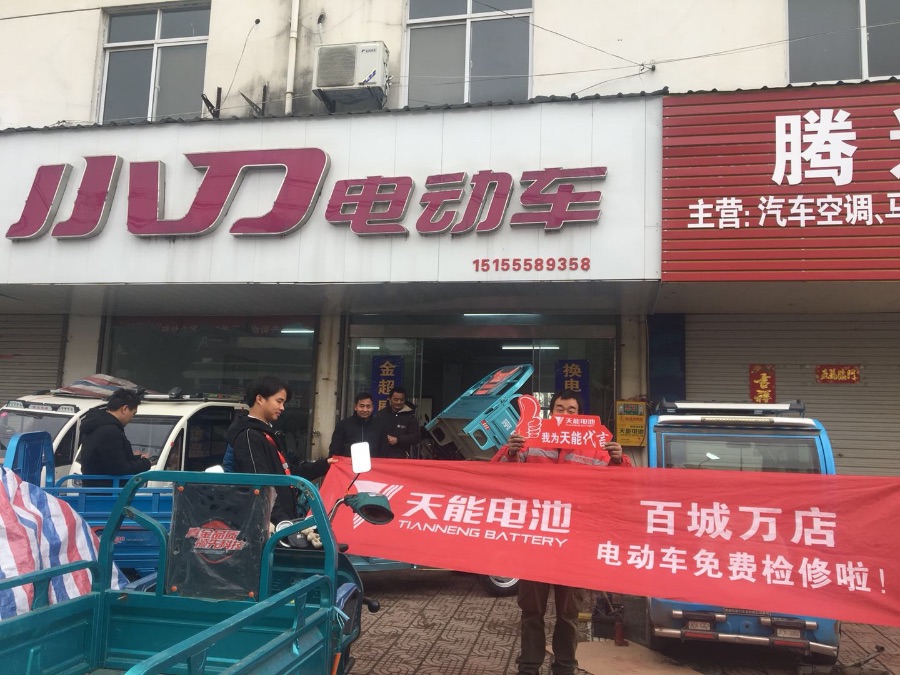 小刀电动车
15155589358
腾
主营:汽车空调、马
金超
换电
天能电池
我为天能代言
天能电池
TIANNENG BATTERY
百城万店
电动车免费检修啦!